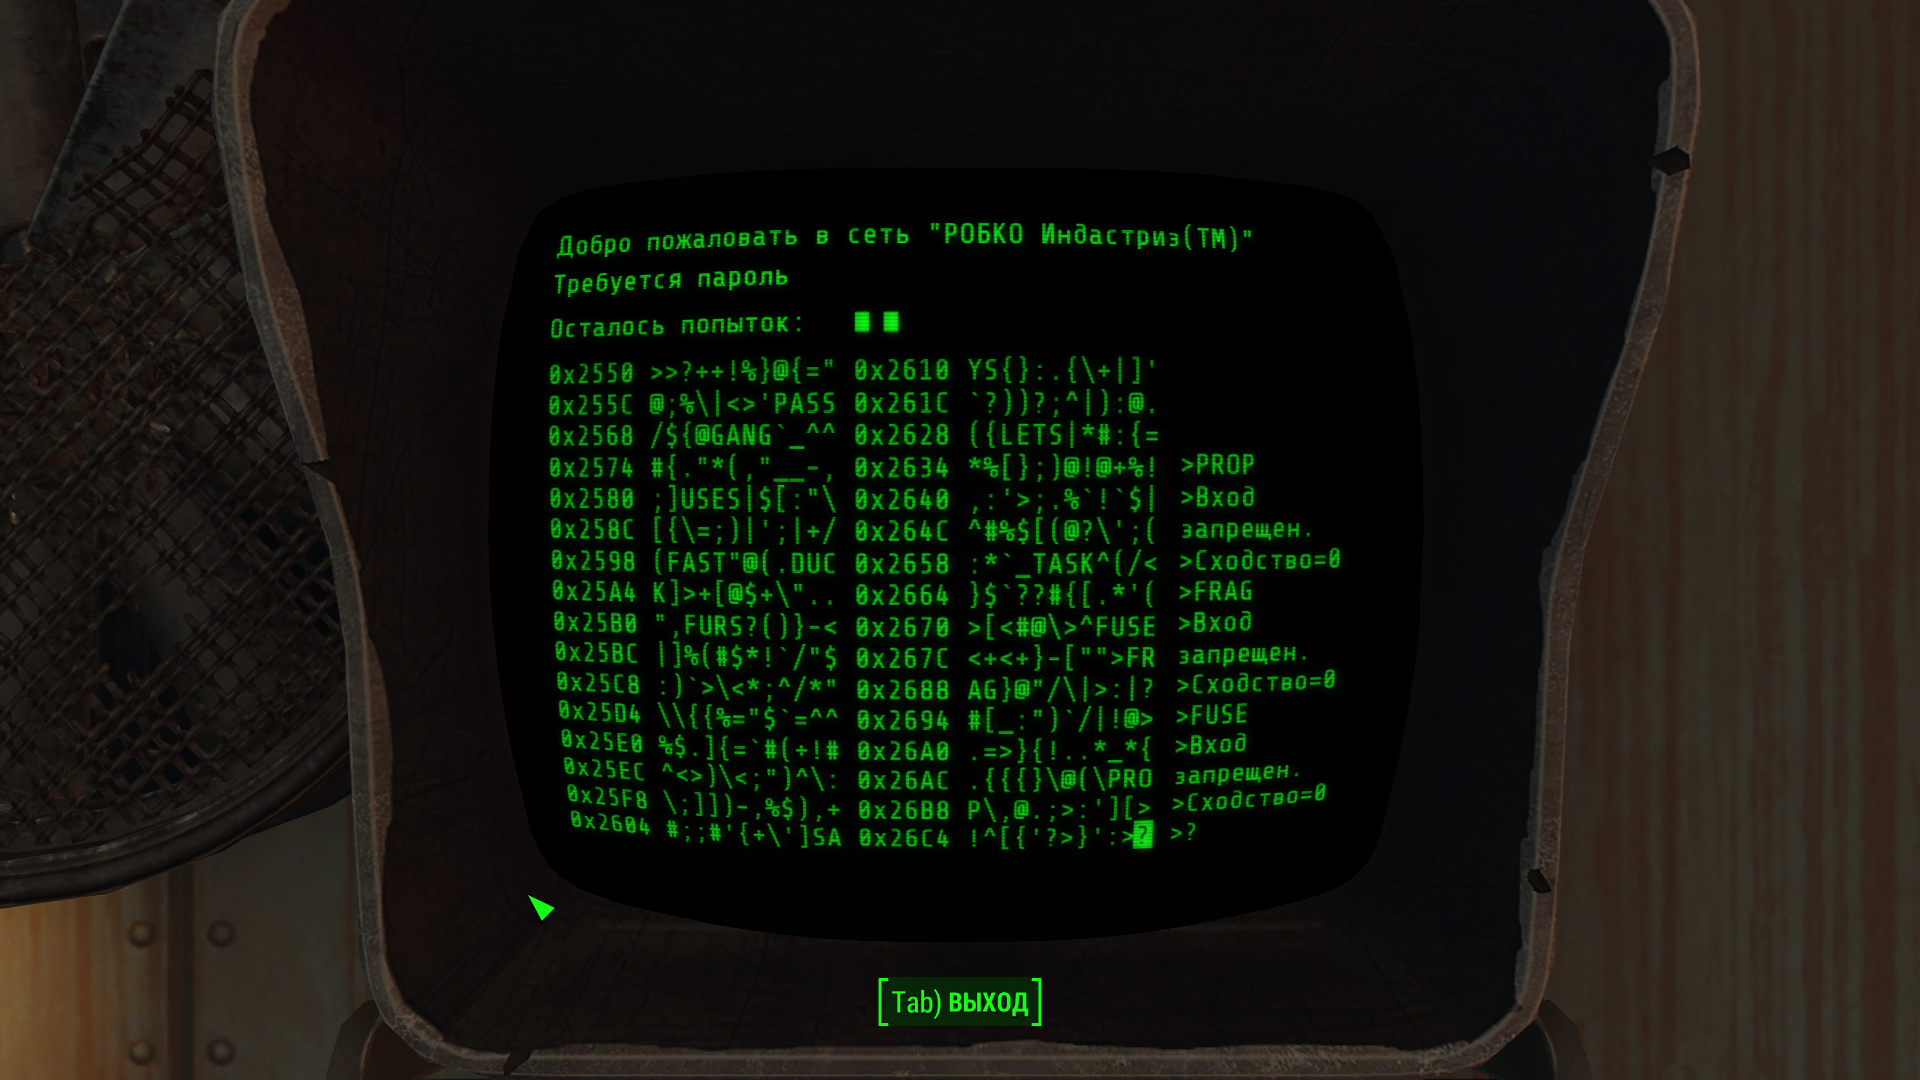 Добро пожаловать в сеть "РОБКО Индастриз(ТМ)"
Требуется пароль
Осталось попыток:
0x2550 >>?++!%}@{="
0x255C @;%\|<>'PASS
0x2568 /${@GANG`_^^
0x2574 #{."*(,"__-,
0x2580 ;]USES|$[:"\
0x258C [{\=;)|';|+/
0x2598 (FAST"@(.DUC
0x25A4 K]>+[@$+\"..
0x25B0 ",FURS?()}-<
0x25BC |]%(#$*!`/"$
0x25C8 :)`>\<*;^/*"
0x25D4 \\{{%="$`=^^
0x25E0 %$.]{=`#(+!#
0x25EC ^<>)\<;")^\:
0x25F8 \;]])-,%$),+
0x2604 #;;#'{+\']SA
0x2610 YS{}:.{\+|]'
0x261C `?))?;^|):@.
0x2628 ({LETS|*#:{=
0x2634 *%[};)@!@+%!
0x2640 ,:'>;.%`!`$|
0x264C ^#%$[(@?\';(
0x2658 :*`_TASK^(/<
0x2664 }$`??#{[.*'(
0x2670 >[<#@\>^FUSE
0x267C <+<+}-["">FR
0x2688 AG}@"/\|>:|?
0x2694 #[_:")`/|!@>
0x26A0 .=>}{!..*_*{
0x26AC .{{{}\@(\PRO
0x26B8 P\,@.;>:'][>
0x26C4 !^[{'?>}':>?
>PROP
>Вход
запрещен.
>Сходство=0
>FRAG
>Вход
запрещен.
>Сходство=0
>FUSE
>Вход
запрещен.
>Сходство=0
>?
Tab) ВЫХОД